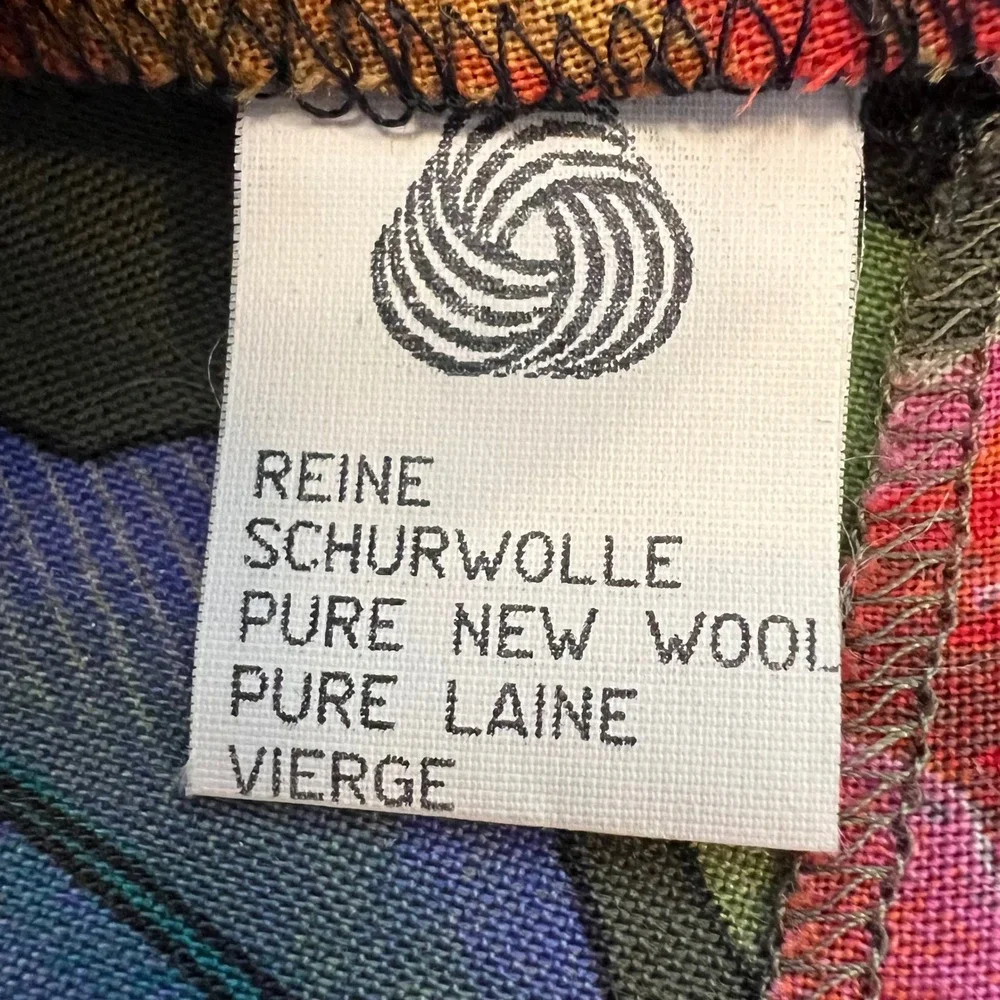 REINE
SCHURWOLLE
PURE NEW WOOL
PURE LAINE
VIERGE